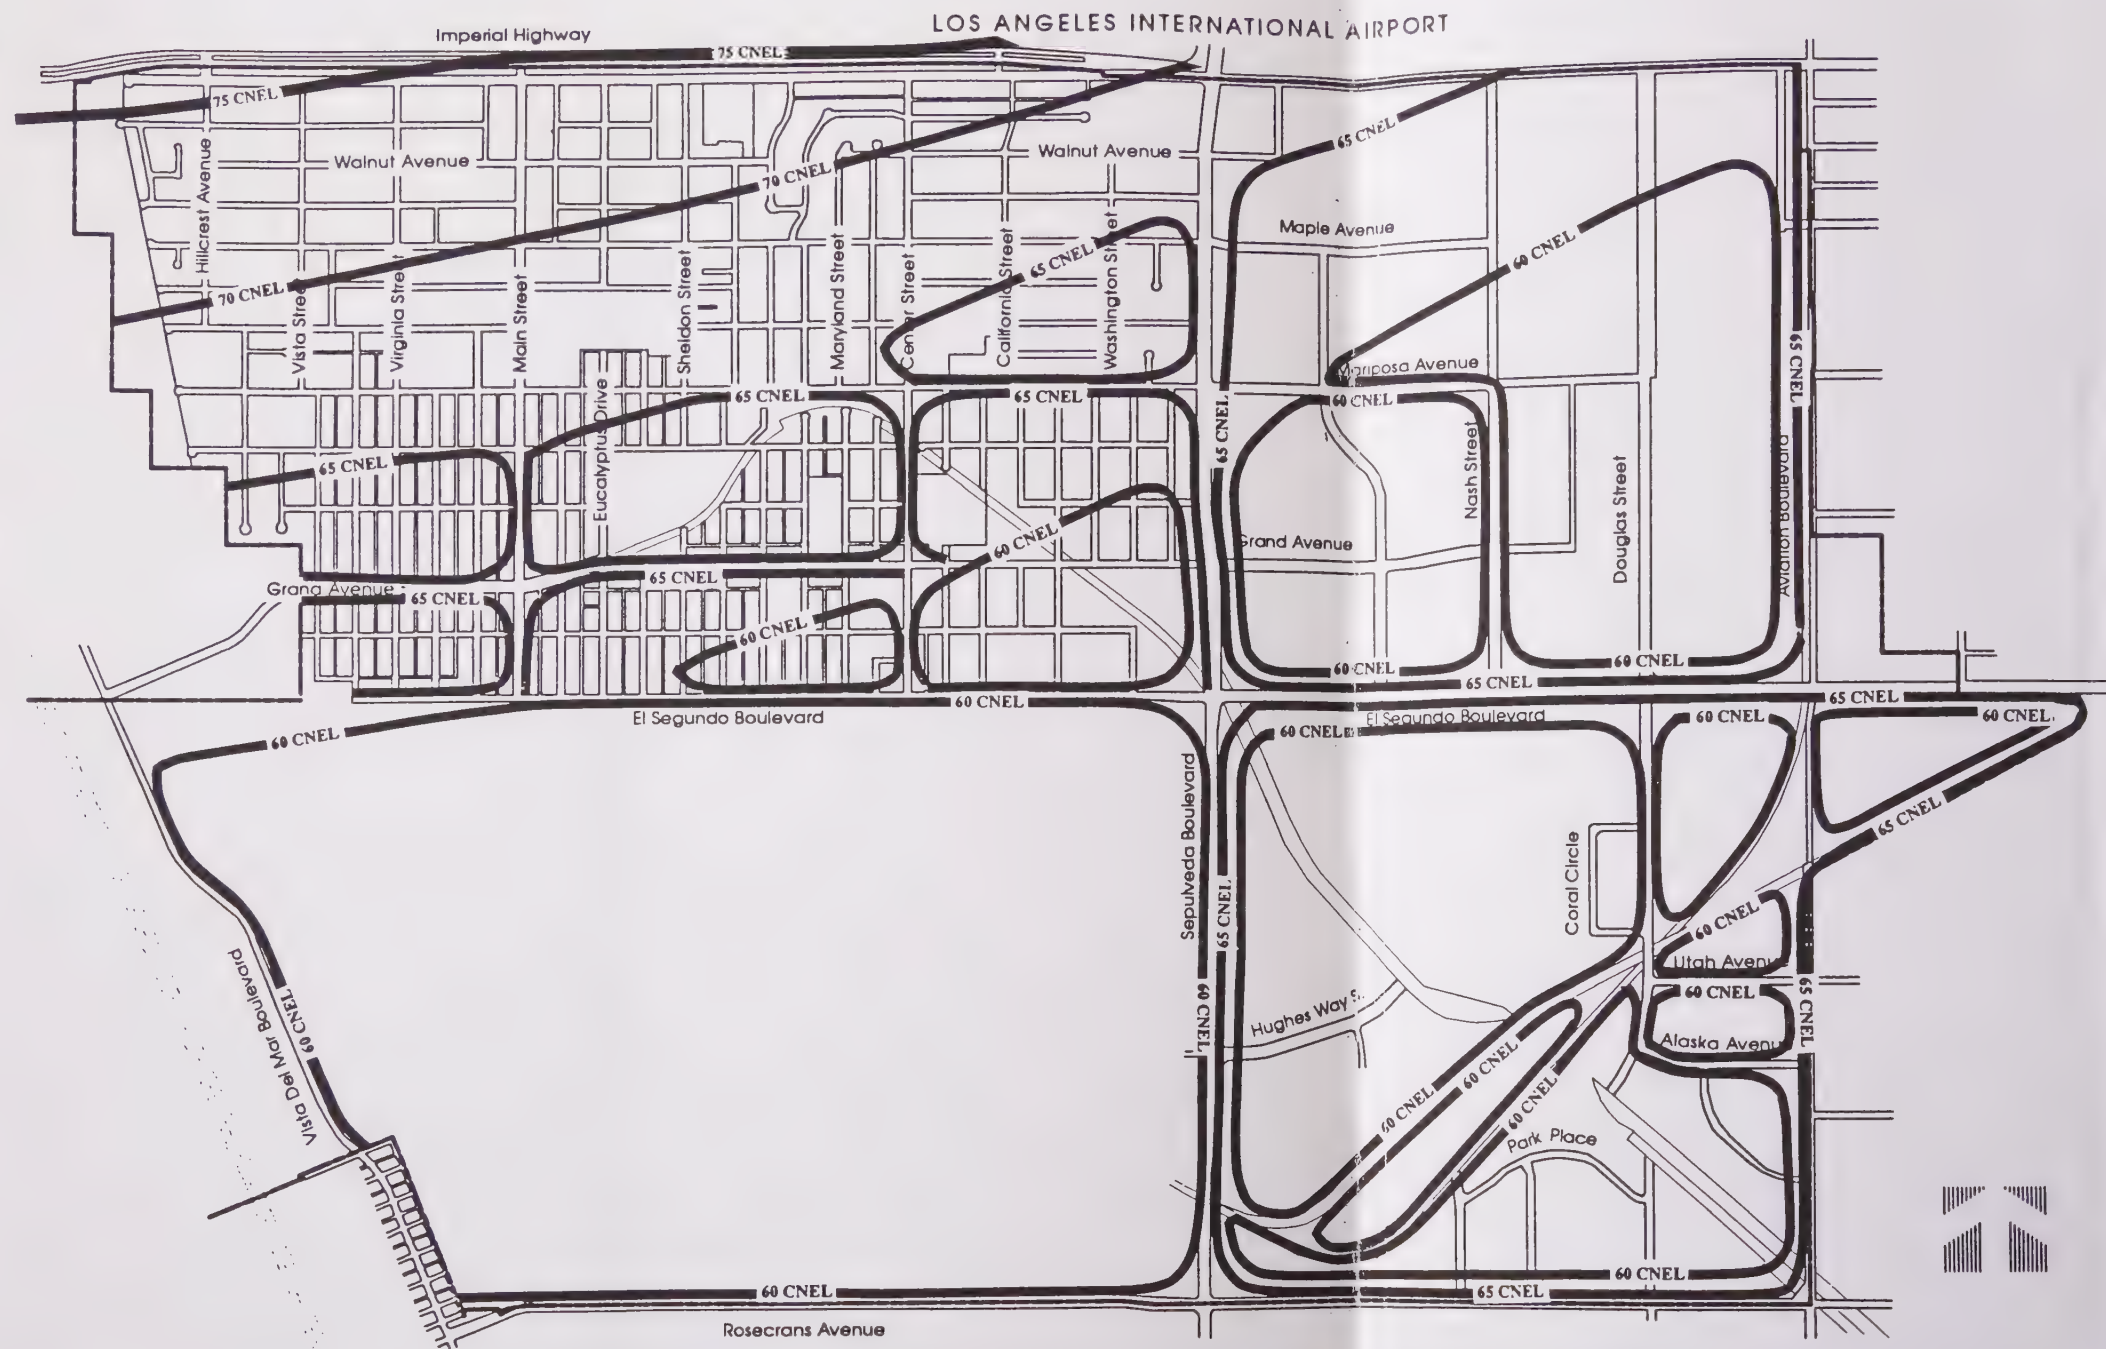 LOS ANGELES INTERNATIONAL AIRPORT
Imperial Highway
75 CNEL
75 CNEL
65 CNEL
Walnut Avenue
Walnut Avenue
70 CNEL
Hillcrest Avenue
Maple Avenue
65 CNEL
60 CNEL
70 CNEL
Vista Street
Virginia Street
Main Street
Sheldon Street
Maryland Street
Center Street
California Street
Washington Street
65 CNEL
Mariposa Avenue
65 CNEL
65 CNEL
60 CNEL
Eucalyptus Drive
65 CNEL
65 CNEL
Nash Street
Douglas Street
Aviation Boulevard
60 CNEL
Grand Avenue
65 CNEL
Grand Avenue
65 CNEL
60 CNEL
60 CNEL
60 CNEL
65 CNEL
65 CNEL
60 CNEL
El Segundo Boulevard
El Segundo Boulevard
60 CNEL
60 CNEL
60 CNEL
60 CNEL
Sepulveda Boulevard
65 CNEL
Coral Circle
65 CNEL
60 CNEL
Utah Avenu
60 CNEL
60 CNEL
65 CNEL
Vista Del Mar Boulevard
60 CNEL
Hughes Way
Alaska Avenu
60 CNEL
60 CNEL
60 CNEL
Park Place
60 CNEL
60 CNEL
65 CNEL
Rosecrans Avenue